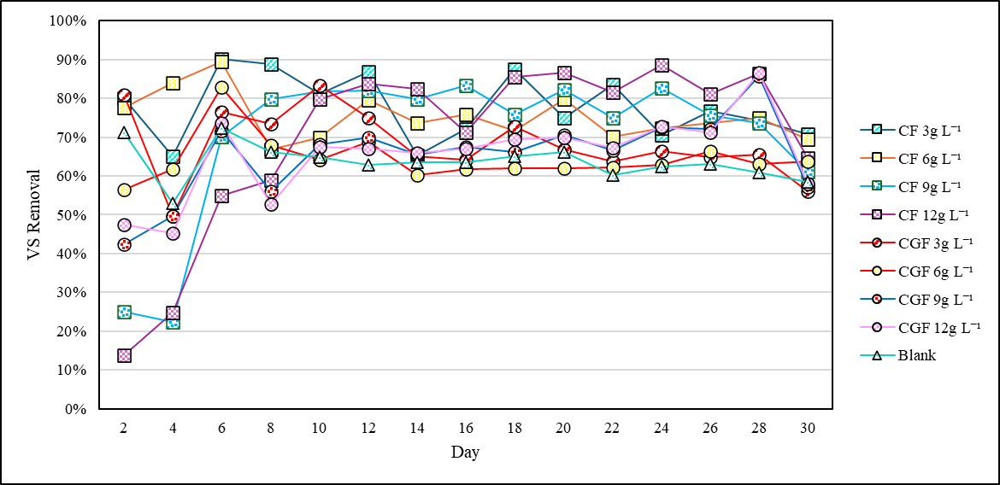 100%
90%
80%
70%
60%
50%
40%
30%
20%
10%
0%
VS Removal
2 4 6 8 10 12 14 16 18 20 22 24 26 28 30
Day
CF 3g L⁻¹
CF 6g L⁻¹
CF 9g L⁻¹
CF 12g L⁻¹
CGF 3g L⁻¹
CGF 6g L⁻¹
CGF 9g L⁻¹
CGF 12g L⁻¹
Blank